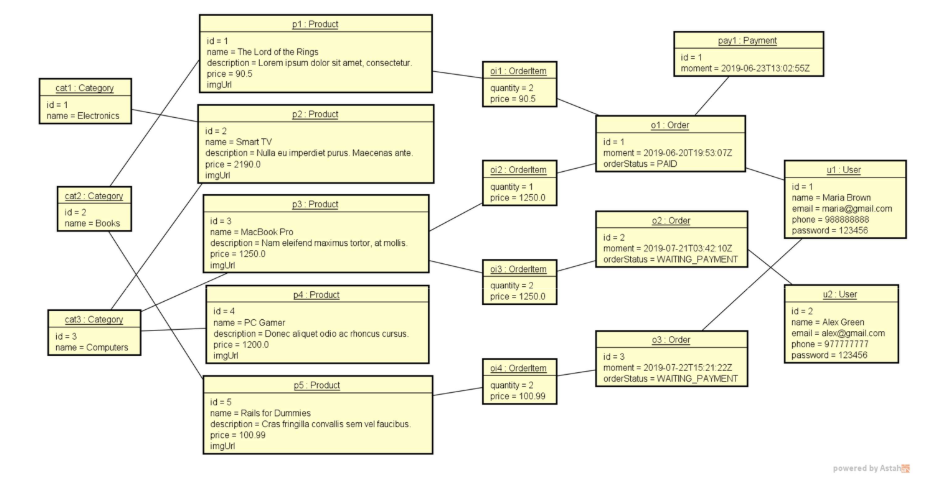 p1 : Product
id = 1
name = The Lord of the Rings
description = Lorem ipsum dolor sit amet, consectetur.
price = 90.5
imgUrl
pay1 : Payment
id = 1
moment = 2019-06-23T13:02:55Z
cat1 : Category
id = 1
name = Electronics
oi1 : OrderItem
quantity = 2
price = 90.5
p2 : Product
id = 2
name = Smart TV
description = Nulla eu imperdiet purus. Maecenas ante.
price = 2190.0
imgUrl
o1 : Order
id = 1
moment = 2019-06-20T19:53:07Z
orderStatus = PAID
oi2 : OrderItem
quantity = 1
price = 1250.0
u1 : User
id = 1
name = Maria Brown
email = maria@gmail.com
phone = 988888888
password = 123456
cat2 : Category
id = 2
name = Books
p3 : Product
id = 3
name = MacBook Pro
description = Nam eleifend maximus tortor, at mollis.
price = 1250.0
imgUrl
o2 : Order
id = 2
moment = 2019-07-21T03:42:10Z
orderStatus = WAITING_PAYMENT
oi3 : OrderItem
quantity = 2
price = 1250.0
p4 : Product
id = 4
name = PC Gamer
description = Donec aliquet odio ac rhoncus cursus.
price = 1200.0
imgUrl
u2 : User
id = 2
name = Alex Green
email = alex@gmail.com
phone = 977777777
password = 123456
cat3 : Category
id = 3
name = Computers
o3 : Order
id = 3
moment = 2019-07-22T15:21:22Z
orderStatus = WAITING_PAYMENT
oi4 : OrderItem
quantity = 2
price = 100.99
p5 : Product
id = 5
name = Rails for Dummies
description = Cras fringilla convallis sem vel faucibus.
price = 100.99
imgUrl
powered by Astah